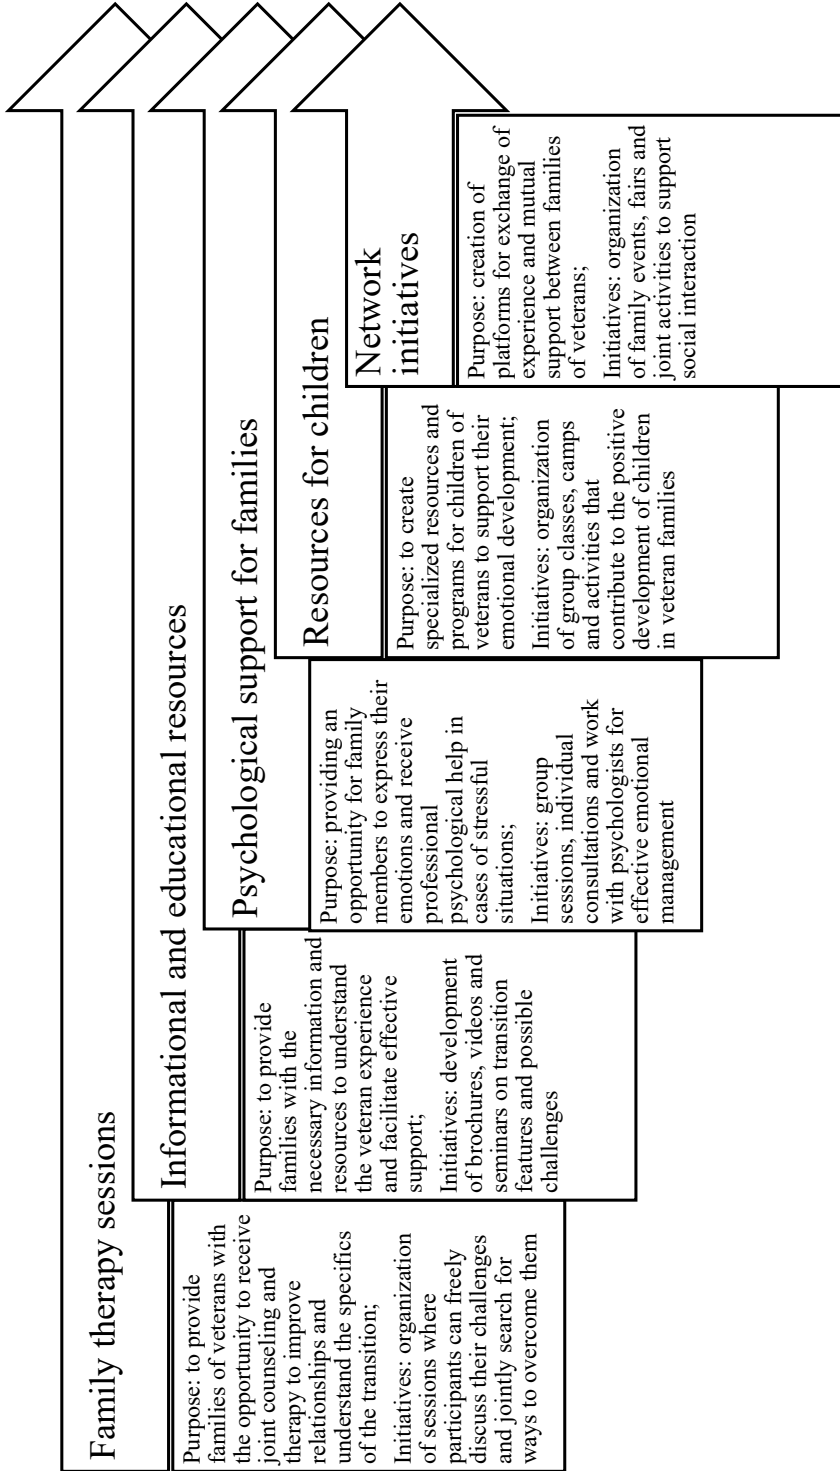 Family therapy sessions
Purpose: to provide
families of veterans with
the opportunity to receive
joint counseling and
therapy to improve
relationships and
understand the specifics
of the transition;
Initiatives: organization
of sessions where
participants can freely
discuss their challenges
and jointly search for
ways to overcome them
Informational and educational resources
Purpose: to provide
families with the
necessary information and
resources to understand
the veteran experience
and facilitate effective
support;
Initiatives: development
of brochures, videos and
seminars on transition
features and possible
challenges
Psychological support for families
Purpose: providing an
opportunity for family
members to express their
emotions and receive
professional
psychological help in
cases of stressful
situations;
Initiatives: group
sessions, individual
consultations and work
with psychologists for
effective emotional
management
Resources for children
Purpose: to create
specialized resources and
programs for children of
veterans to support their
emotional development;
Initiatives: organization
of group classes, camps
and activities that
contribute to the positive
development of children
in veteran families
Network
initiatives
Purpose: creation of
platforms for exchange of
experience and mutual
support between families
of veterans;
Initiatives: organization
of family events, fairs and
joint activities to support
social interaction